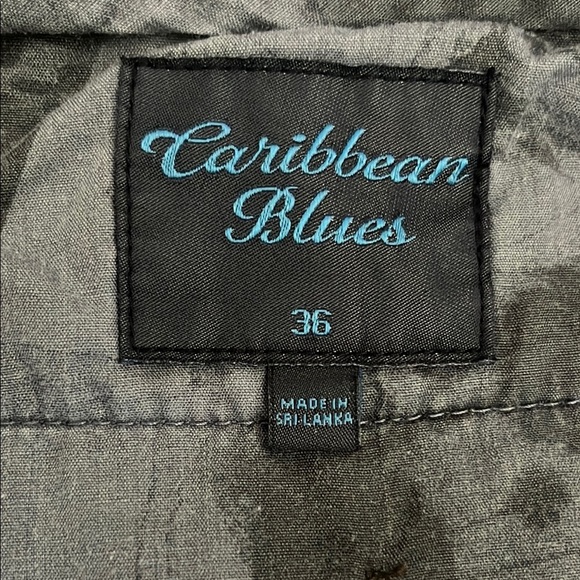 Caribbean
Blues
36
MADE IN
SRI LANKA